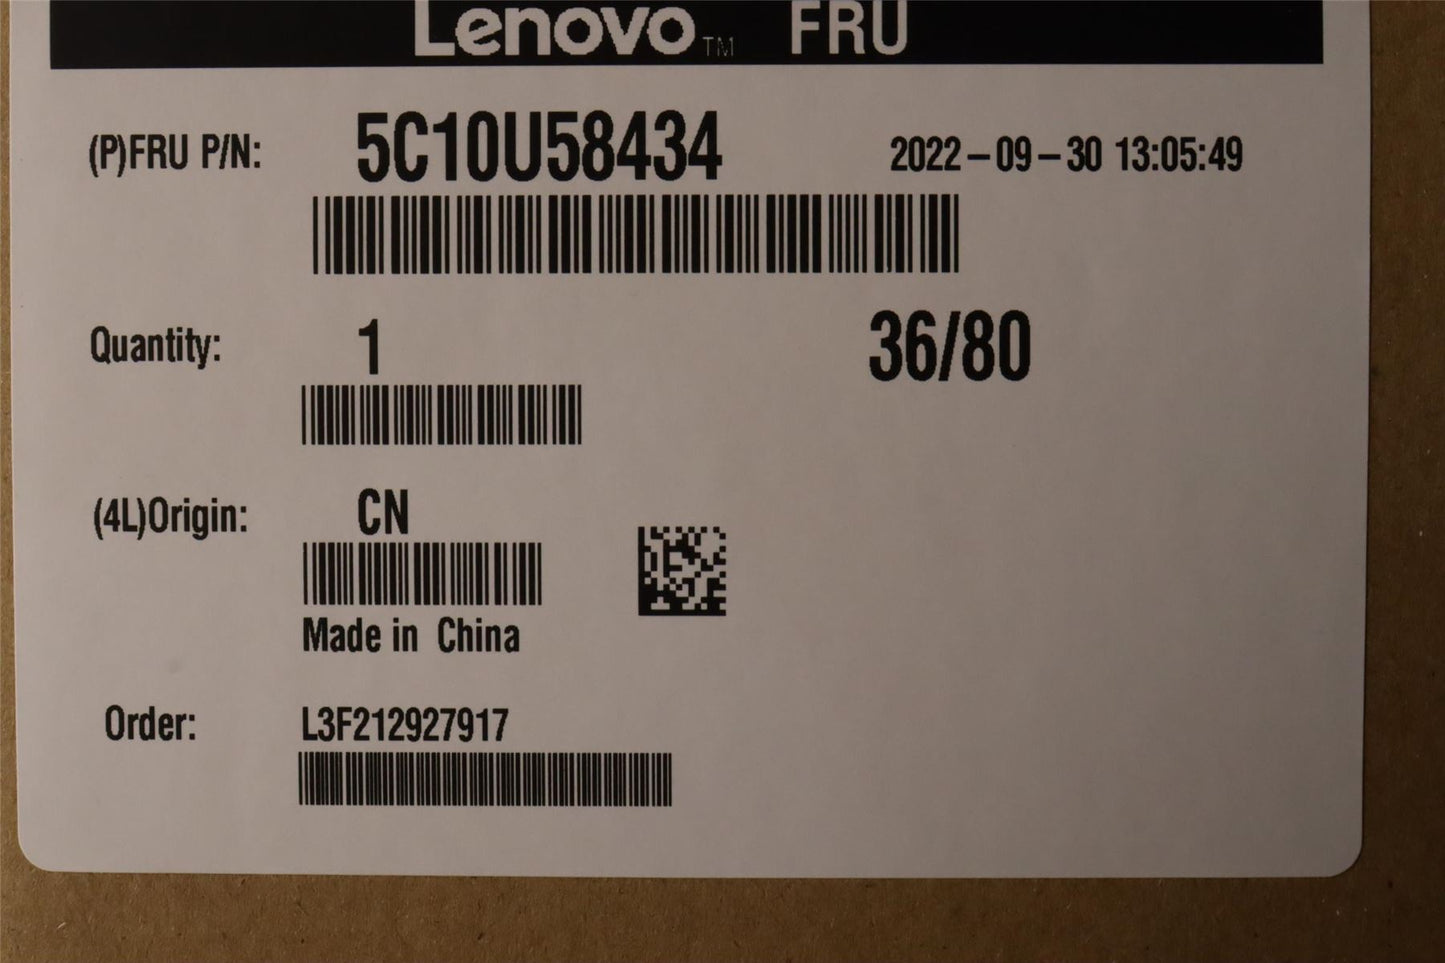 Lenovo™ FRU
(P)FRU P/N: 5C10U58434 2022-09-30 13:05:49
Quantity: 1 36/80
(4L)Origin: CN
Made in China
Order: L3F212927917